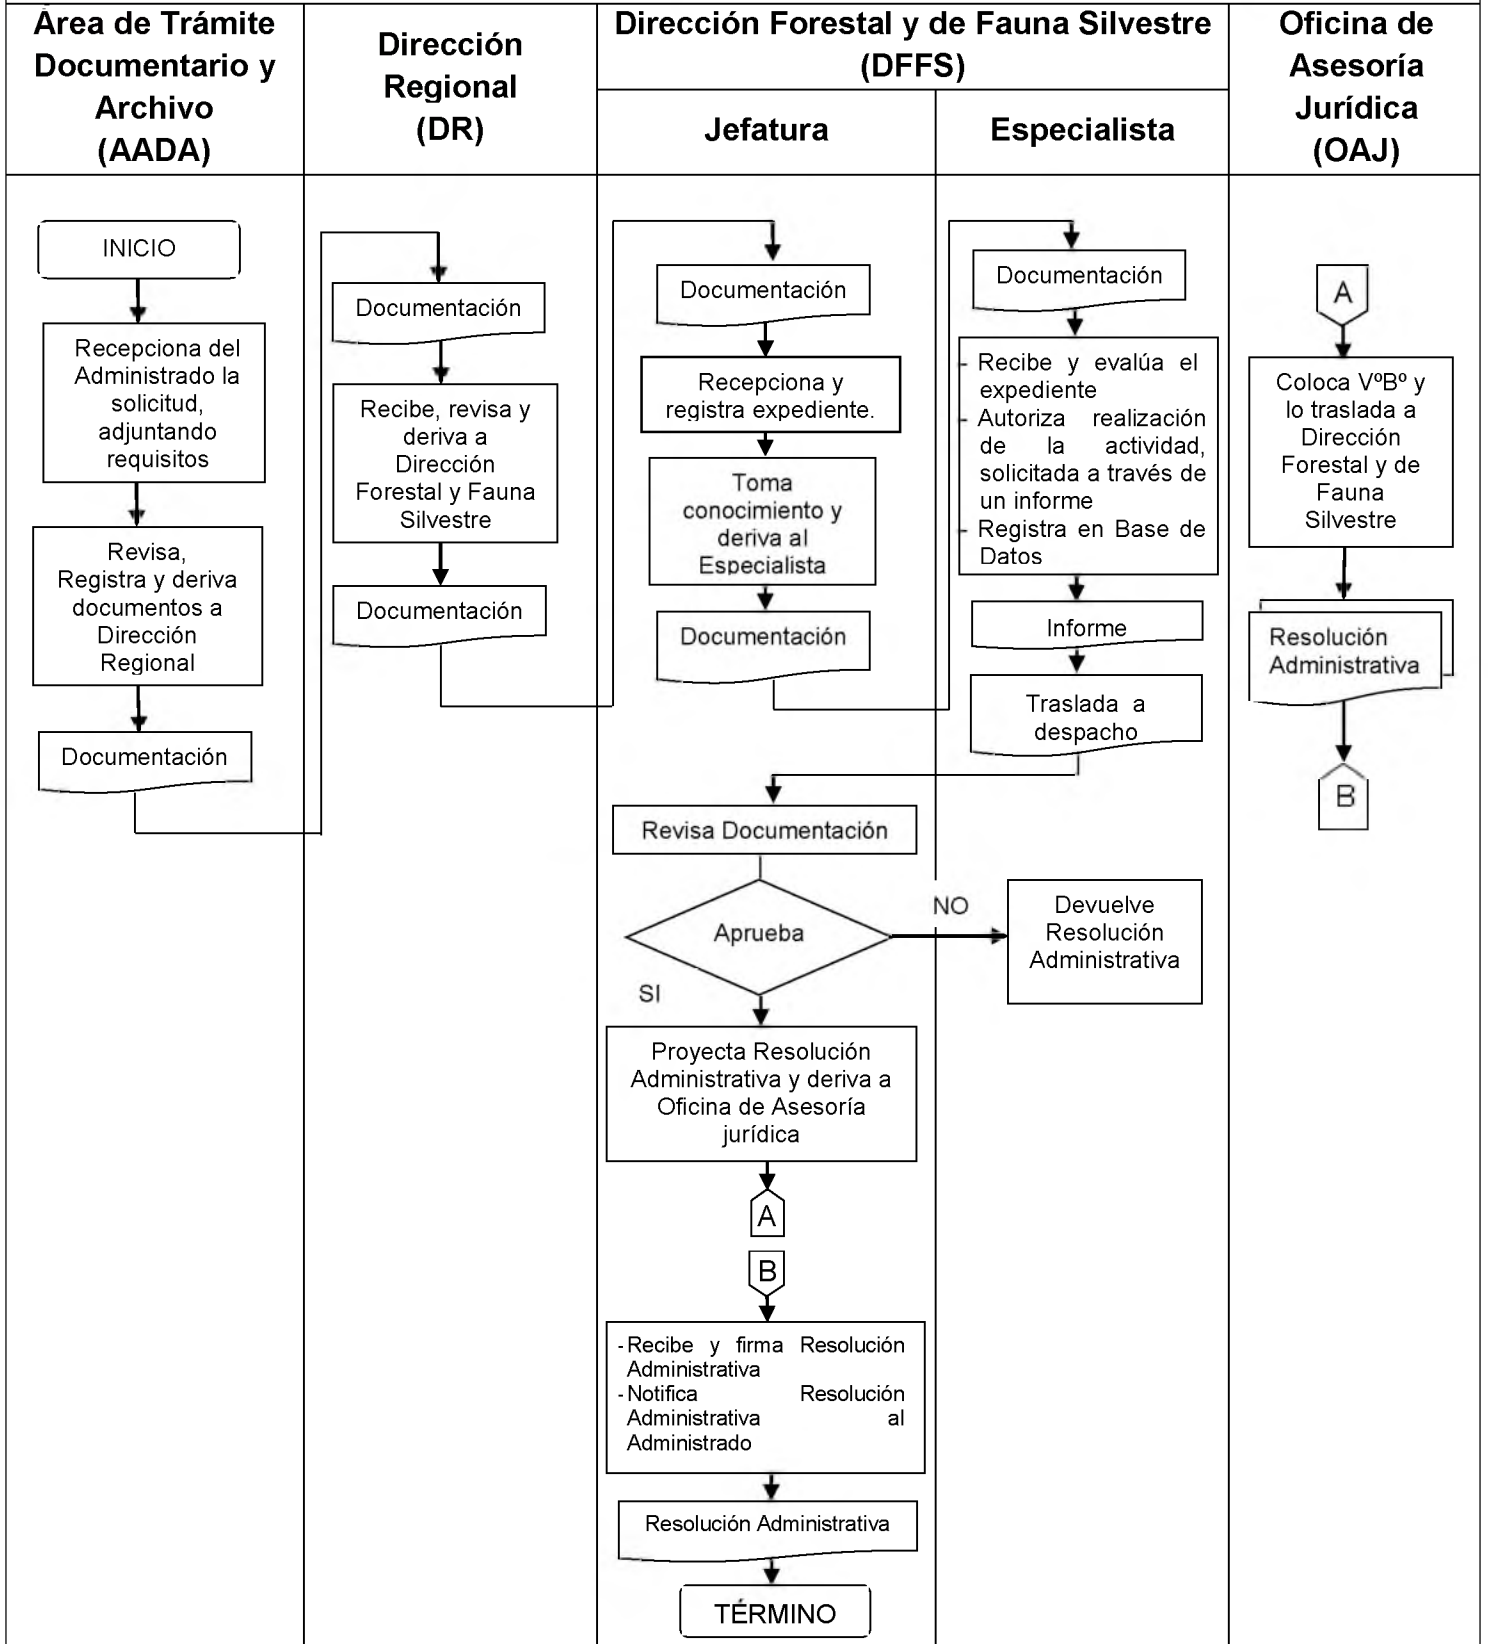 Área de Trámite
Documentario y
Archivo
(AADA)
Dirección
Regional
(DR)
Dirección Forestal y de Fauna Silvestre
(DFFS)
Jefatura
Especialista
Oficina de
Asesoría
Jurídica
(OAJ)
INICIO
Recepciona del
Administrado la
solicitud,
adjuntando
requisitos
Revisa,
Registra y deriva
documentos a
Dirección
Regional
Documentación
Documentación
Recibe, revisa y
deriva a
Dirección
Forestal y Fauna
Silvestre
Documentación
Documentación
Recepciona y
registra expediente.
Toma
conocimiento y
deriva al
Especialista
Documentación
Documentación
- Recibe y evalúa el
expediente
- Autoriza realización
de la actividad,
solicitada a través de
un informe
- Registra en Base de
Datos
Informe
Traslada a
despacho
Revisa Documentación
Aprueba
NO
Devuelve
Resolución
Administrativa
SI
Proyecta Resolución
Administrativa y deriva a
Oficina de Asesoría
jurídica
A
B
- Recibe y firma Resolución
Administrativa
- Notifica Resolución
Administrativa al
Administrado
Resolución Administrativa
TÉRMINO
A
Coloca VºBº y
lo traslada a
Dirección
Forestal y de
Fauna
Silvestre
Resolución
Administrativa
B